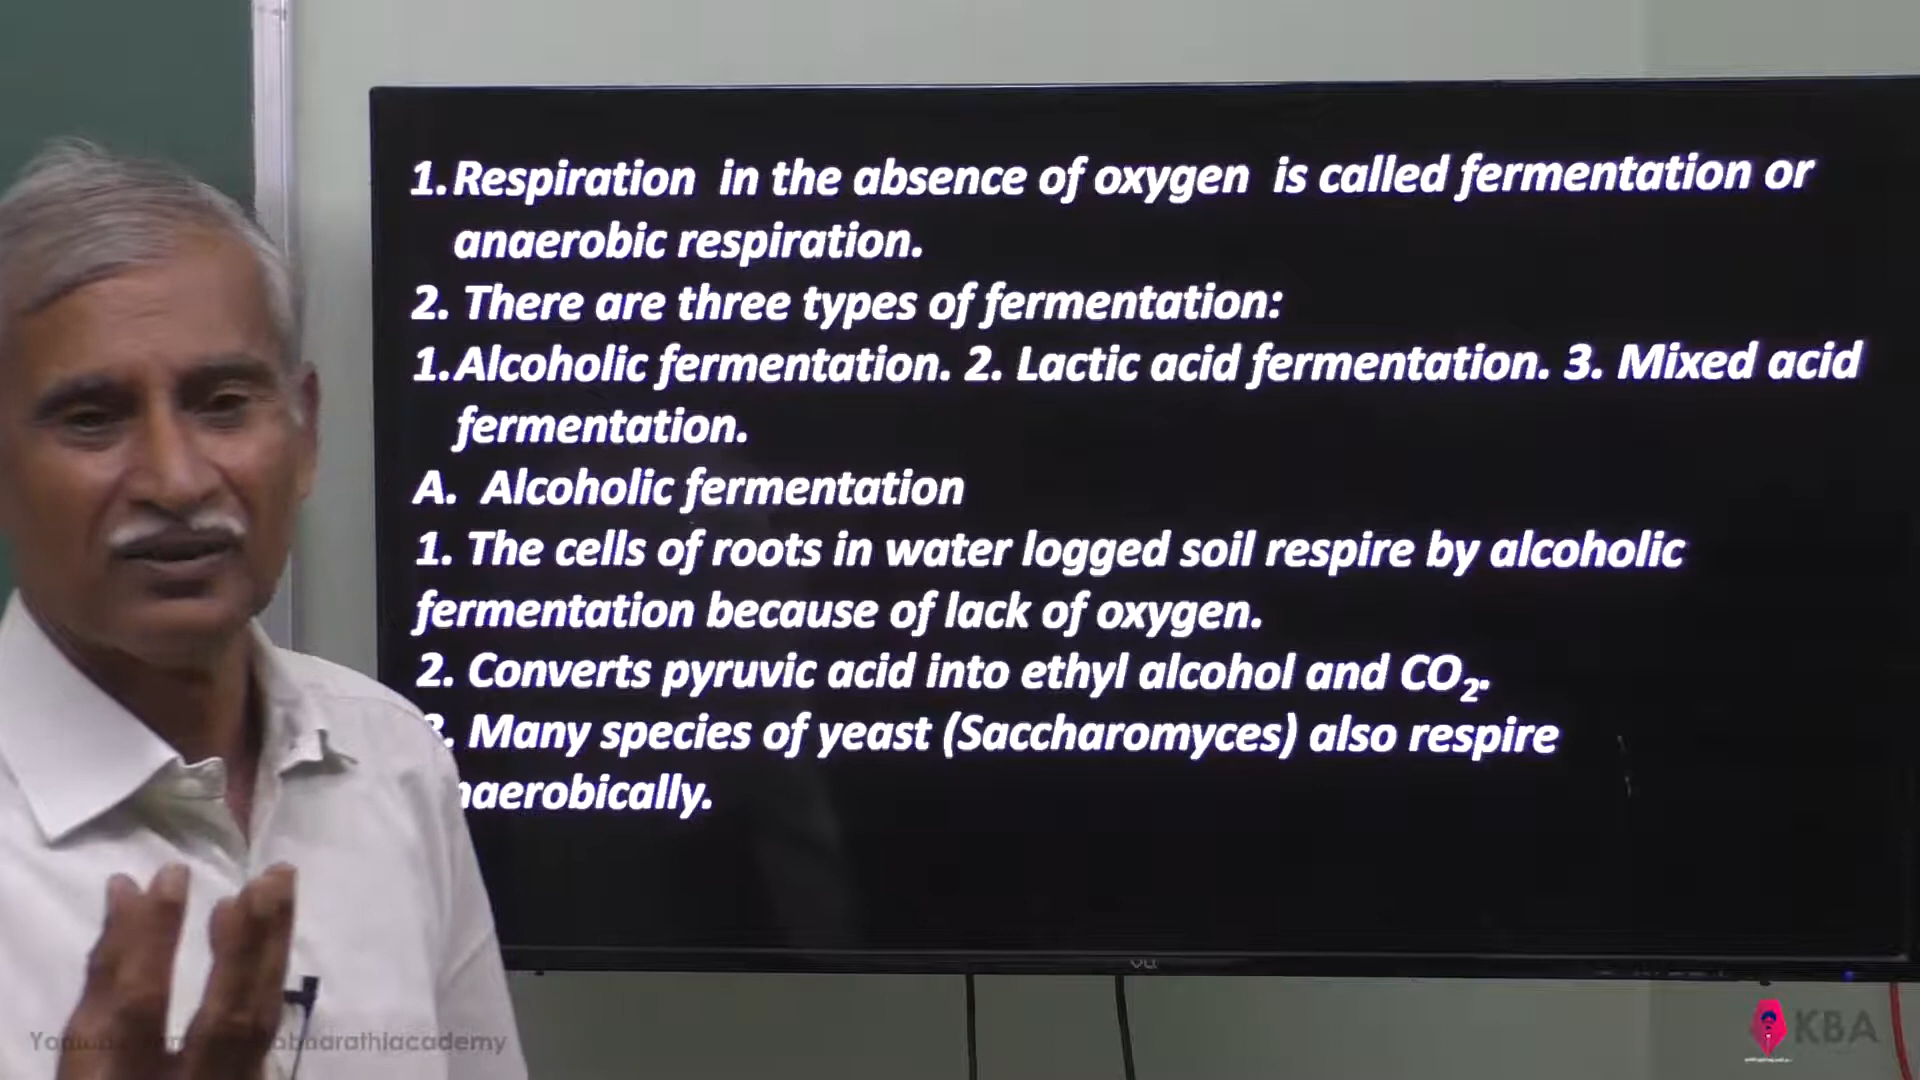 1. Respiration in the absence of oxygen is called fermentation or
anaerobic respiration.
2. There are three types of fermentation:
1. Alcoholic fermentation. 2. Lactic acid fermentation. 3. Mixed acid
fermentation.
A. Alcoholic fermentation
1. The cells of roots in water logged soil respire by alcoholic
fermentation because of lack of oxygen.
2. Converts pyruvic acid into ethyl alcohol and CO₂.
3. Many species of yeast (Saccharomyces) also respire
naerobically.
VU
KBA